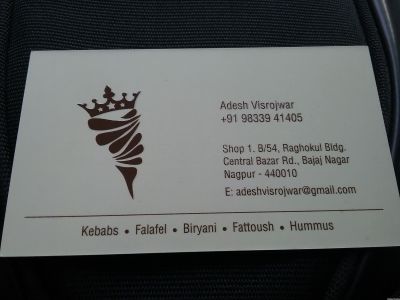 Adesh Visrojwar
+91 98339 41405
Shop 1. B/54, Raghokul Bldg.
Central Bazar Rd., Bajaj Nagar
Nagpur - 440010
E: adeshvisrojwar@gmail.com
Kebabs • Falafel • Biryani • Fattoush • Hummus